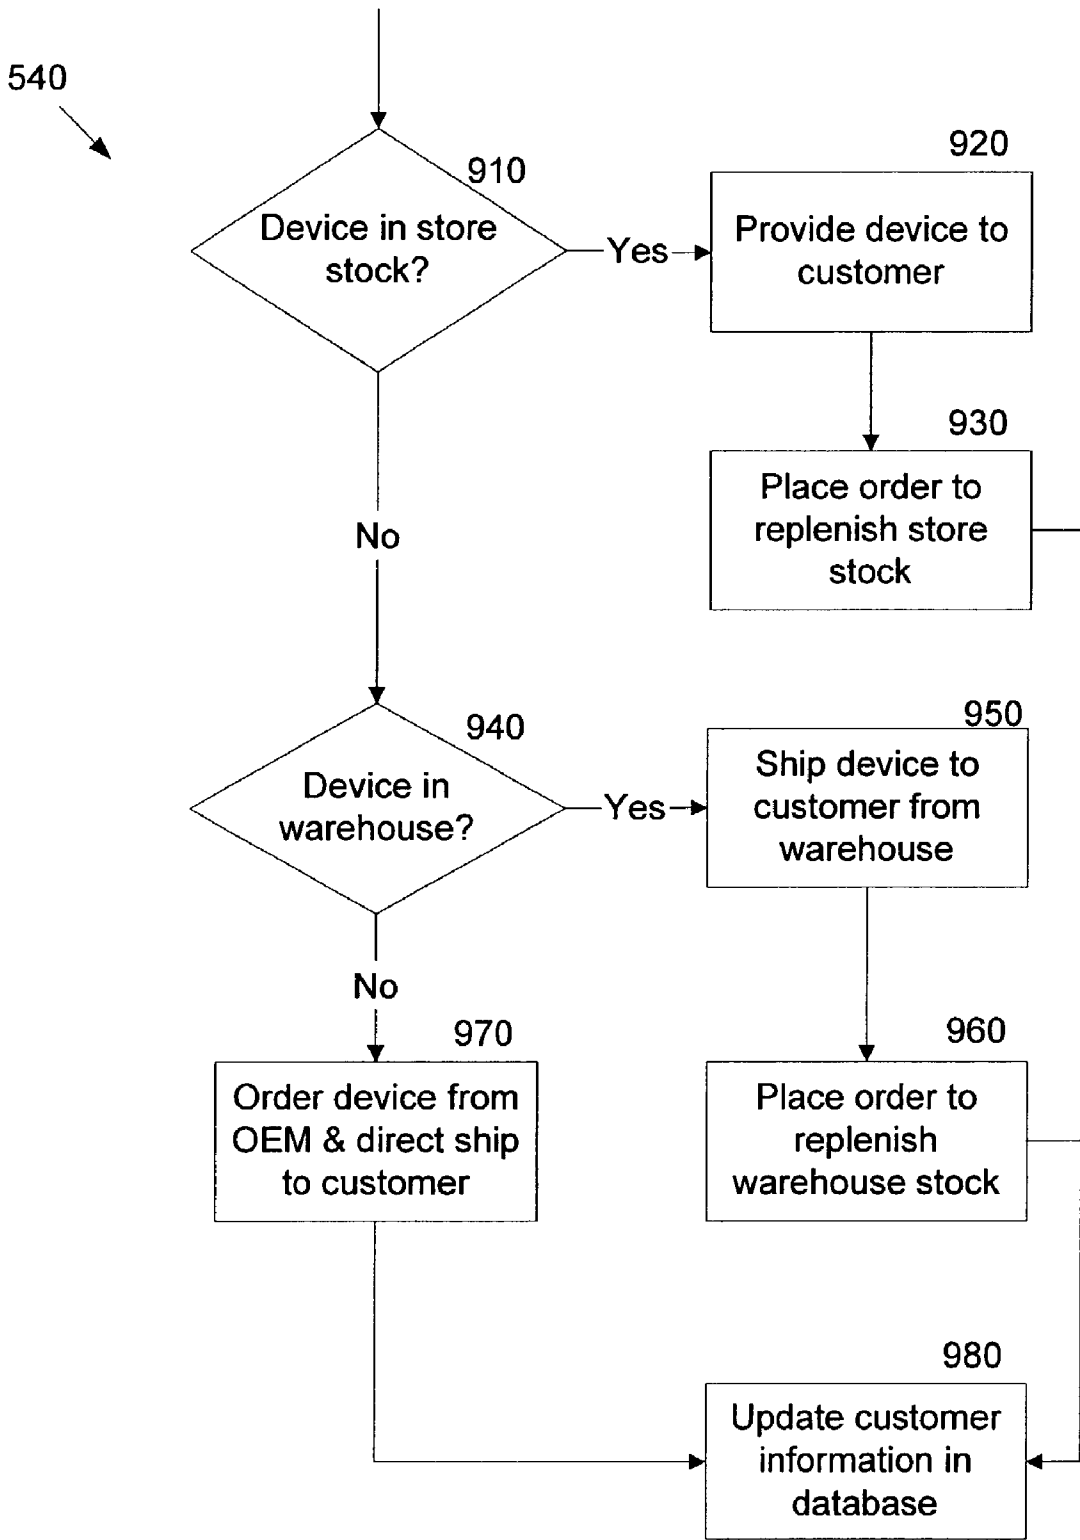 540
910
Device in store
stock?
Yes
920
Provide device to
customer
930
Place order to
replenish store
stock
No
940
Device in
warehouse?
Yes
950
Ship device to
customer from
warehouse
No
970
Order device from
OEM & direct ship
to customer
960
Place order to
replenish
warehouse stock
980
Update customer
information in
database